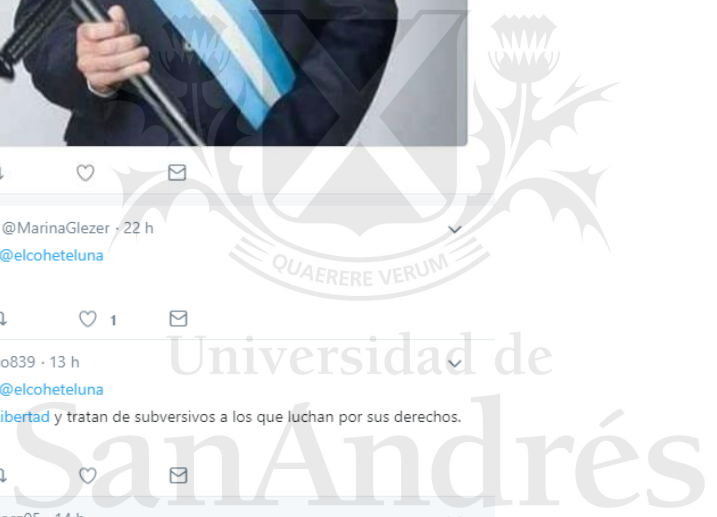 @MarinaGlezer · 22 h
@elcoheteluna
QUAERERE VERUM
1
Universidad de
o839 · 13 h
@elcoheteluna
ibertad y tratan de subversivos a los que luchan por sus derechos.
SanAndrés
14 h